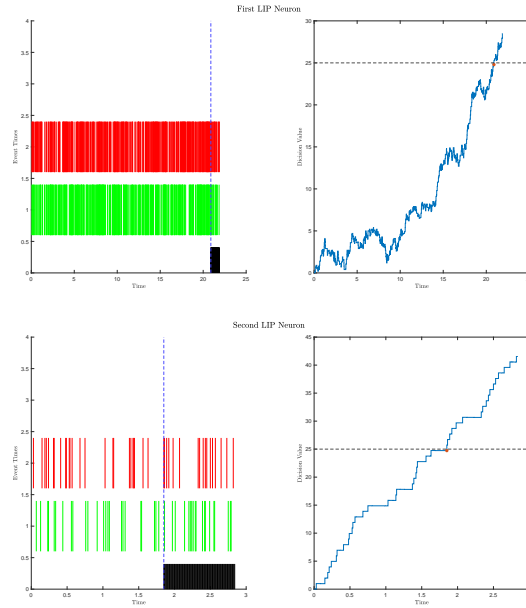 First LIP Neuron
4
3.5
3
2.5
2
1.5
1
0.5
0
Event Times
0 5 10 15 20 25
Time
30
25
20
15
10
5
0
Dicision Value
0 5 10 15 20
Time
Second LIP Neuron
4
3.5
3
2.5
2
1.5
1
0.5
0
Event Times
0 0.5 1 1.5 2 2.5 3
Time
45
40
35
30
25
20
15
10
5
0
Dicision Value
0 0.5 1 1.5 2 2.5
Time